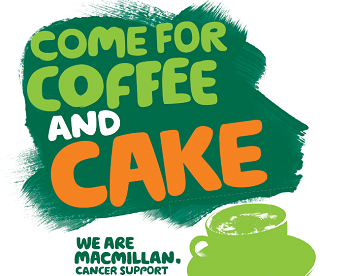 COME FOR
COFFEE
AND
CAKE
WE ARE
MACMILLAN.
CANCER SUPPORT